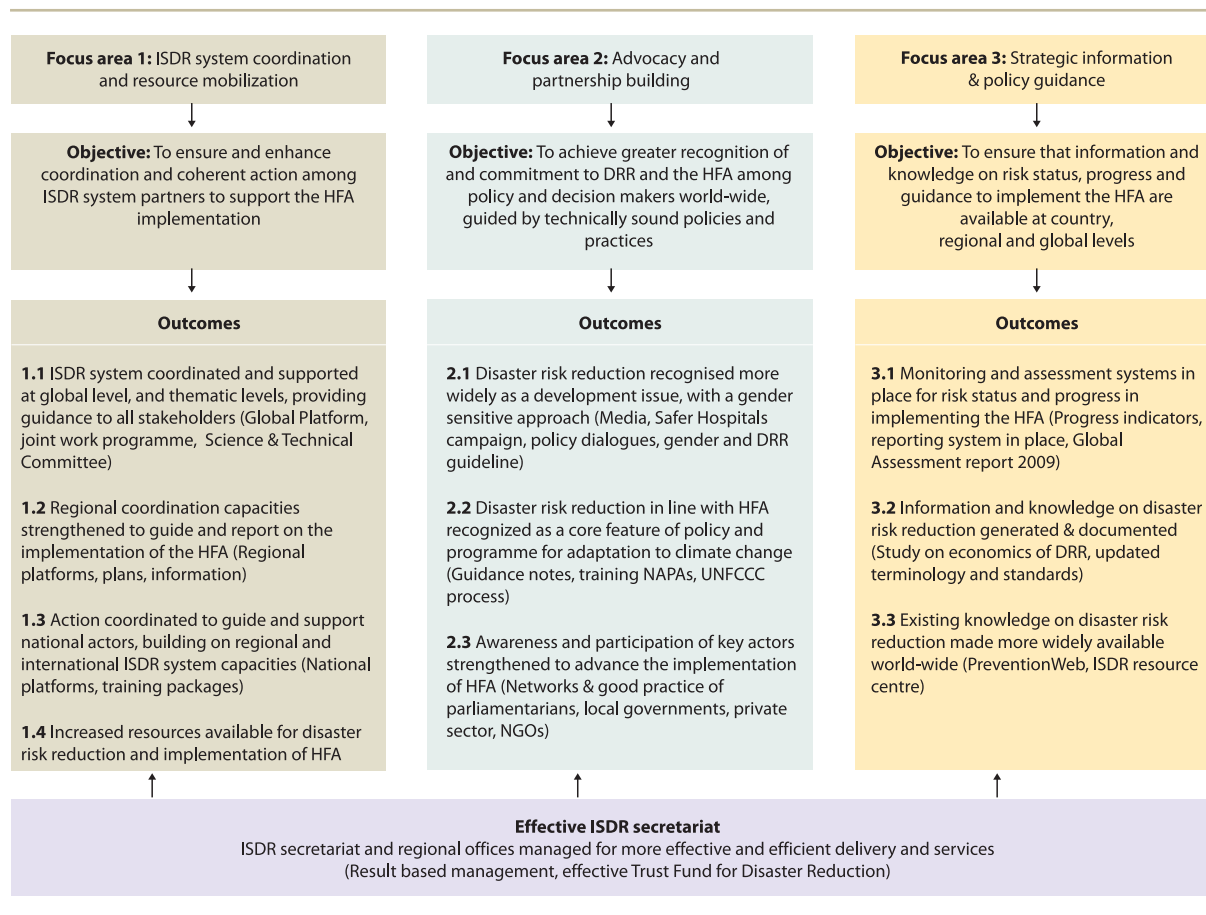 Focus area 1: ISDR system coordination
and resource mobilization
Objective: To ensure and enhance
coordination and coherent action among
ISDR system partners to support the HFA
implementation
Outcomes
1.1 ISDR system coordinated and supported
at global level, and thematic levels, providing
guidance to all stakeholders (Global Platform,
joint work programme, Science & Technical
Committee)
1.2 Regional coordination capacities
strengthened to guide and report on the
implementation of the HFA (Regional
platforms, plans, information)
1.3 Action coordinated to guide and support
national actors, building on regional and
international ISDR system capacities (National
platforms, training packages)
1.4 Increased resources available for disaster
risk reduction and implementation of HFA
Focus area 2: Advocacy and
partnership building
Objective: To achieve greater recognition of
and commitment to DRR and the HFA among
policy and decision makers world-wide,
guided by technically sound policies and
practices
Outcomes
2.1 Disaster risk reduction recognised more
widely as a development issue, with a gender
sensitive approach (Media, Safer Hospitals
campaign, policy dialogues, gender and DRR
guideline)
2.2 Disaster risk reduction in line with HFA
recognized as a core feature of policy and
programme for adaptation to climate change
(Guidance notes, training NAPAs, UNFCCC
process)
2.3 Awareness and participation of key actors
strengthened to advance the implementation
of HFA (Networks & good practice of
parliamentarians, local governments, private
sector, NGOs)
Focus area 3: Strategic information
& policy guidance
Objective: To ensure that information and
knowledge on risk status, progress and
guidance to implement the HFA are
available at country,
regional and global levels
Outcomes
3.1 Monitoring and assessment systems in
place for risk status and progress in
implementing the HFA (Progress indicators,
reporting system in place, Global
Assessment report 2009)
3.2 Information and knowledge on disaster
risk reduction generated & documented
(Study on economics of DRR, updated
terminology and standards)
3.3 Existing knowledge on disaster risk
reduction made more widely available
world-wide (PreventionWeb, ISDR resource
centre)
Effective ISDR secretariat
ISDR secretariat and regional offices managed for more effective and efficient delivery and services
(Result based management, effective Trust Fund for Disaster Reduction)